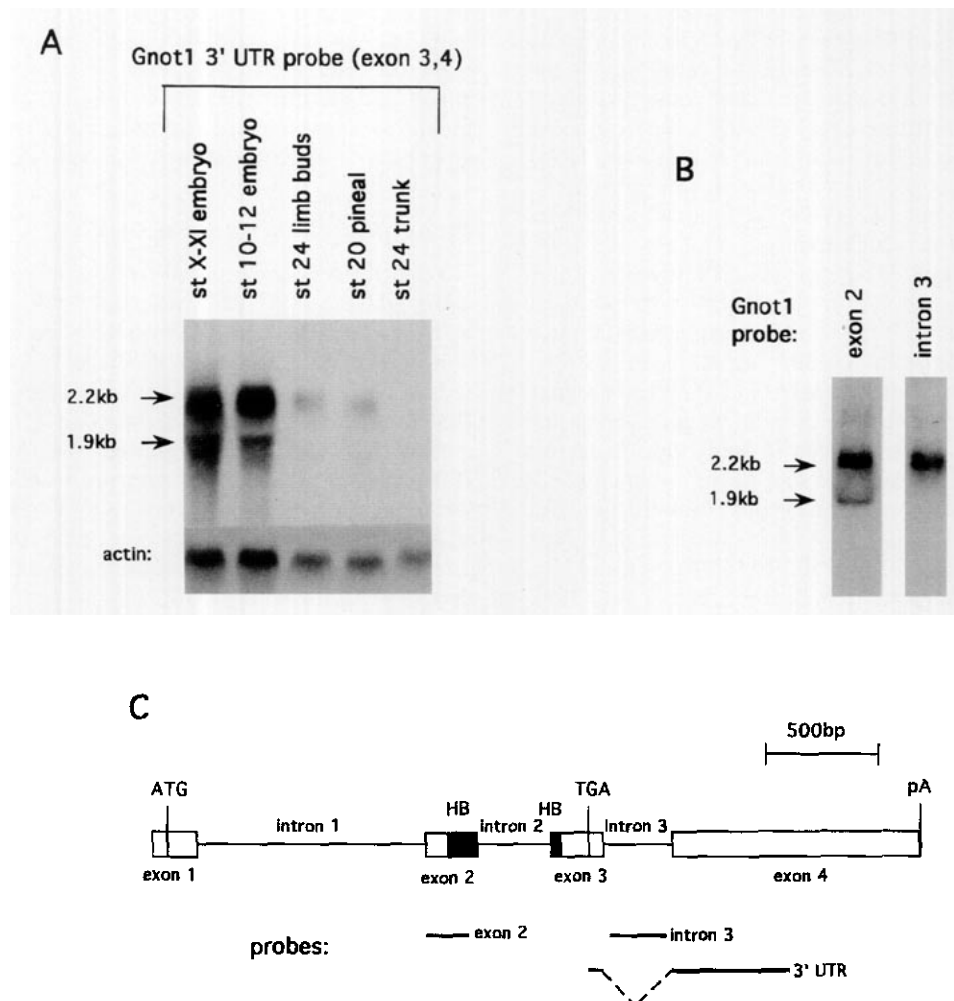 A
Gnot1 3' UTR probe (exon 3,4)
st X-XI embryo
st 10-12 embryo
st 24 limb buds
st 20 pineal
st 24 trunk
2.2kb
1.9kb
actin:
B
Gnot1
probe:
exon 2
intron 3
2.2kb
1.9kb
C
500bp
ATG
HB
HB
TGA
pA
intron 1
intron 2
intron 3
exon 1
exon 2
exon 3
exon 4
probes:
exon 2
intron 3
3' UTR